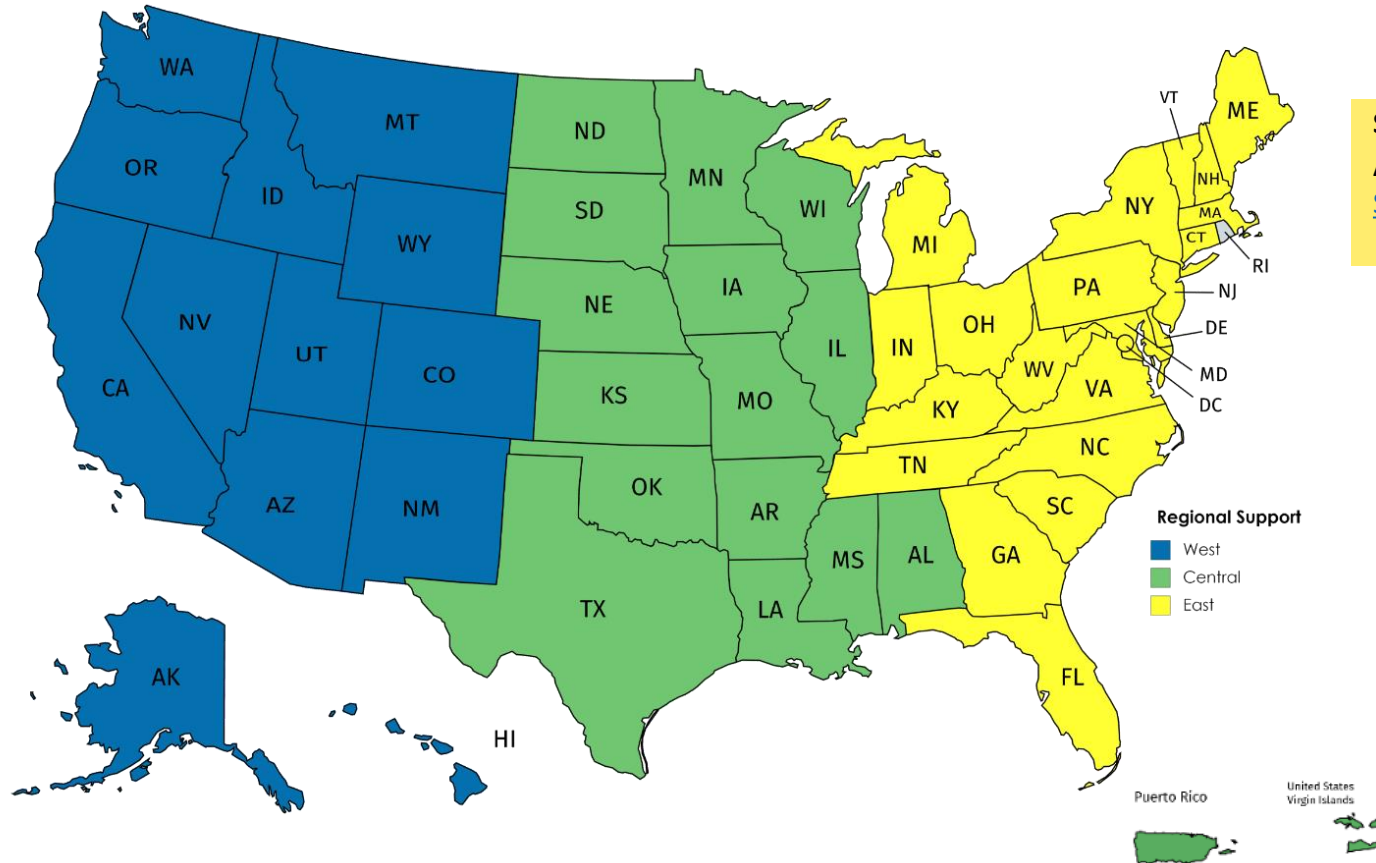 WA
MT
ND
MN
VT
ME
OR
ID
SD
WI
NY
NH
MA
CT
RI
WY
MI
IA
PA
NJ
NE
NV
UT
CO
IL
IN
OH
DE
CA
KS
MO
WV
VA
MD
DC
KY
NC
TN
AZ
NM
OK
AR
SC
MS
AL
GA
TX
LA
Regional Support
West
Central
East
AK
HI
FL
Puerto Rico
United States
Virgin Islands